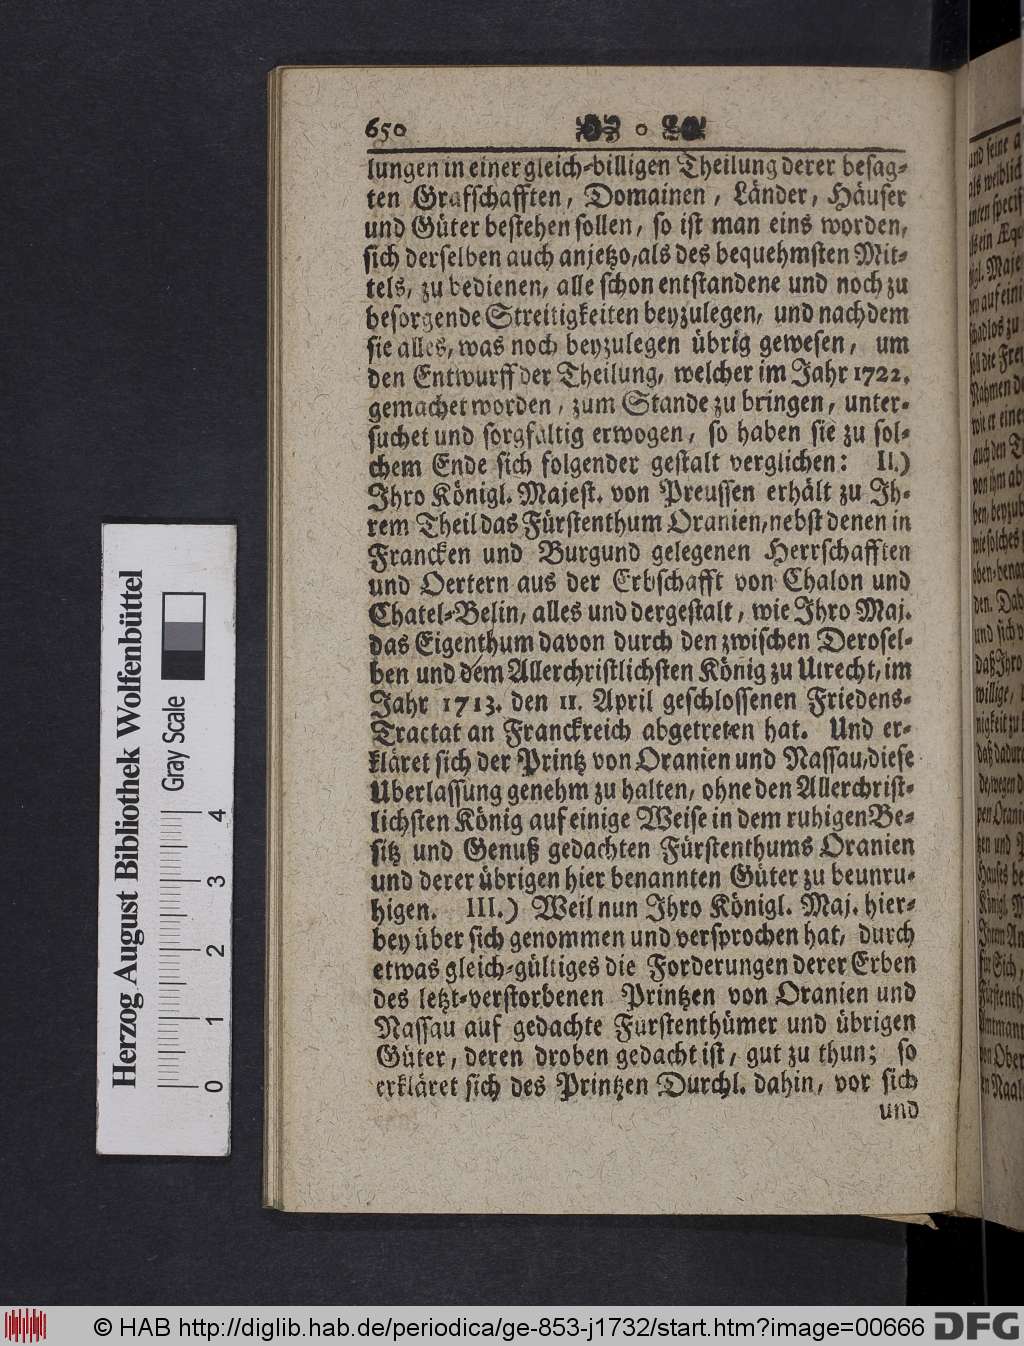 650
lungen in einer gleich-billigen Theilung derer besag-
ten Grafschafften, Domainen, Länder, Häuser
und Güter bestehen sollen, so ist man eins worden,
sich derselben auch anjetzo, als des bequehmsten Mit-
tels, zu bedienen, alle schon entstandene und noch zu
besorgende Streitigkeiten beyzulegen, und nachdem
sie alles, was noch beyzulegen übrig gewesen, um
den Entwurff der Theilung, welcher im Jahr 1722.
gemachet worden, zum Stande zu bringen, unter-
suchet und sorgfältig erwogen, so haben sie zu sol-
chem Ende sich folgender gestalt verglichen: II.)
Ihro Königl. Majest. von Preussen erhält zu Ih-
rem Theil das Fürstenthum Oranien, nebst denen in
Francken und Burgund gelegenen Herrschafften
und Oertern aus der Erbschafft von Chalon und
Chatel-Belin, alles und dergestalt, wie Ihro Maj.
das Eigenthum davon durch den zwischen Derosel-
ben und dem Allerchristlichsten König zu Utrecht, im
Jahr 1713. den 11. April geschlossenen Friedens-
Tractat an Franckreich abgetreten hat. Und er-
kläret sich der Printz von Oranien und Nassau, diese
Uberlassung genehm zu halten, ohne den Allerchrist-
lichsten König auf einige Weise in dem ruhigen Be-
sitz und Genuß gedachten Fürstenthums Oranien
und derer übrigen hier benannten Güter zu beunru-
higen. III.) Weil nun Ihro Königl. Maj. hier-
bey über sich genommen und versprochen hat, durch
etwas gleich-gültiges die Forderungen derer Erben
des letzt-verstorbenen Printzen von Oranien und
Nassau auf gedachte Fürstenthümer und übrigen
Güter, deren droben gedacht ist, gut zu thun; so
erkläret sich des Printzen Durchl. dahin, vor sich
und
Herzog August Bibliothek Wolfenbüttel
Gray Scale
0 1 2 3 4
© HAB http://diglib.hab.de/periodica/ge-853-j1732/start.htm?image=00666
DFG